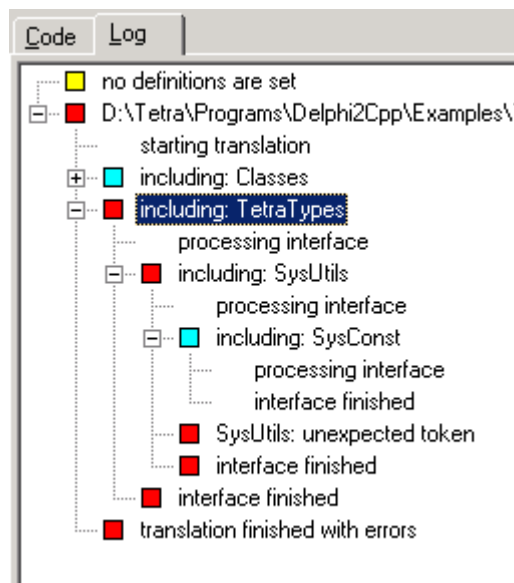 Code Log
no definitions are set
D:\Tetra\Programs\Delphi2Cpp\Examples\
starting translation
including: Classes
including: TetraTypes
processing interface
including: SysUtils
processing interface
including: SysConst
processing interface
interface finished
SysUtils: unexpected token
interface finished
interface finished
translation finished with errors